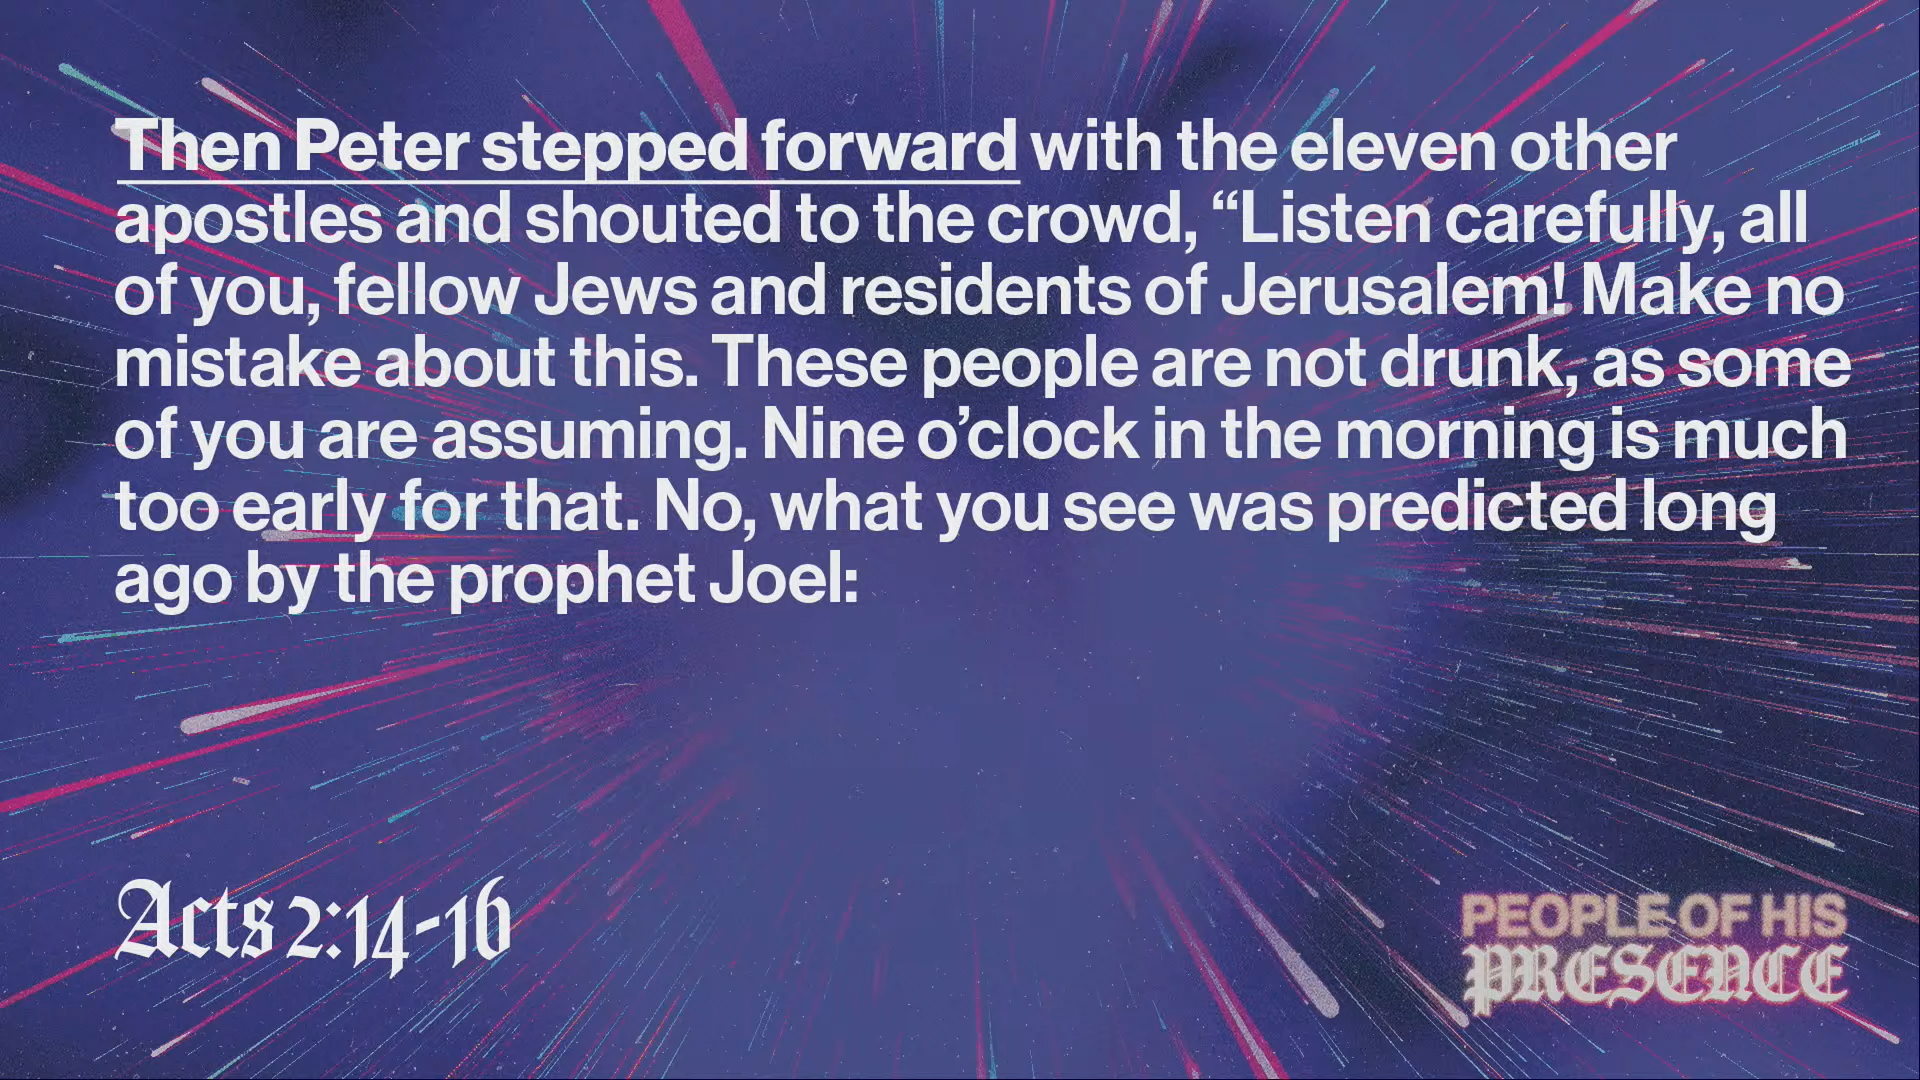 Then Peter stepped forward with the eleven other
apostles and shouted to the crowd, “Listen carefully, all
of you, fellow Jews and residents of Jerusalem! Make no
mistake about this. These people are not drunk, as some
of you are assuming. Nine o’clock in the morning is much
too early for that. No, what you see was predicted long
ago by the prophet Joel:
Acts 2:14-16
PEOPLE OF HIS
PRESENCE